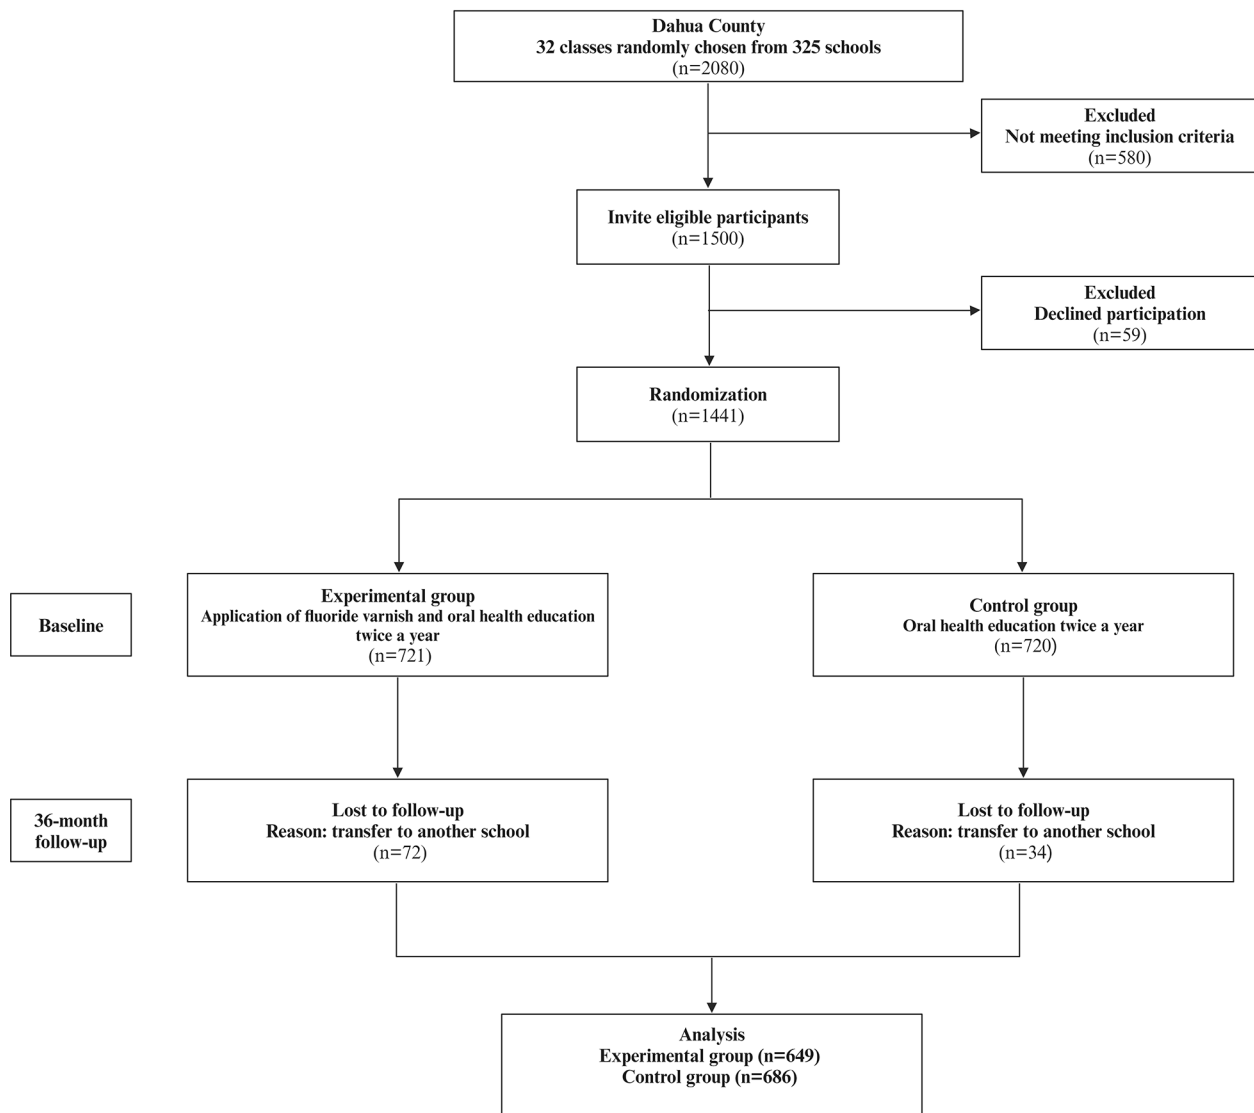 Dahua County
32 classes randomly chosen from 325 schools
(n=2080)
Excluded
Not meeting inclusion criteria
(n=580)
Invite eligible participants
(n=1500)
Excluded
Declined participation
(n=59)
Randomization
(n=1441)
Baseline
Experimental group
Application of fluoride varnish and oral health education
twice a year
(n=721)
Control group
Oral health education twice a year
(n=720)
36-month
follow-up
Lost to follow-up
Reason: transfer to another school
(n=72)
Lost to follow-up
Reason: transfer to another school
(n=34)
Analysis
Experimental group (n=649)
Control group (n=686)